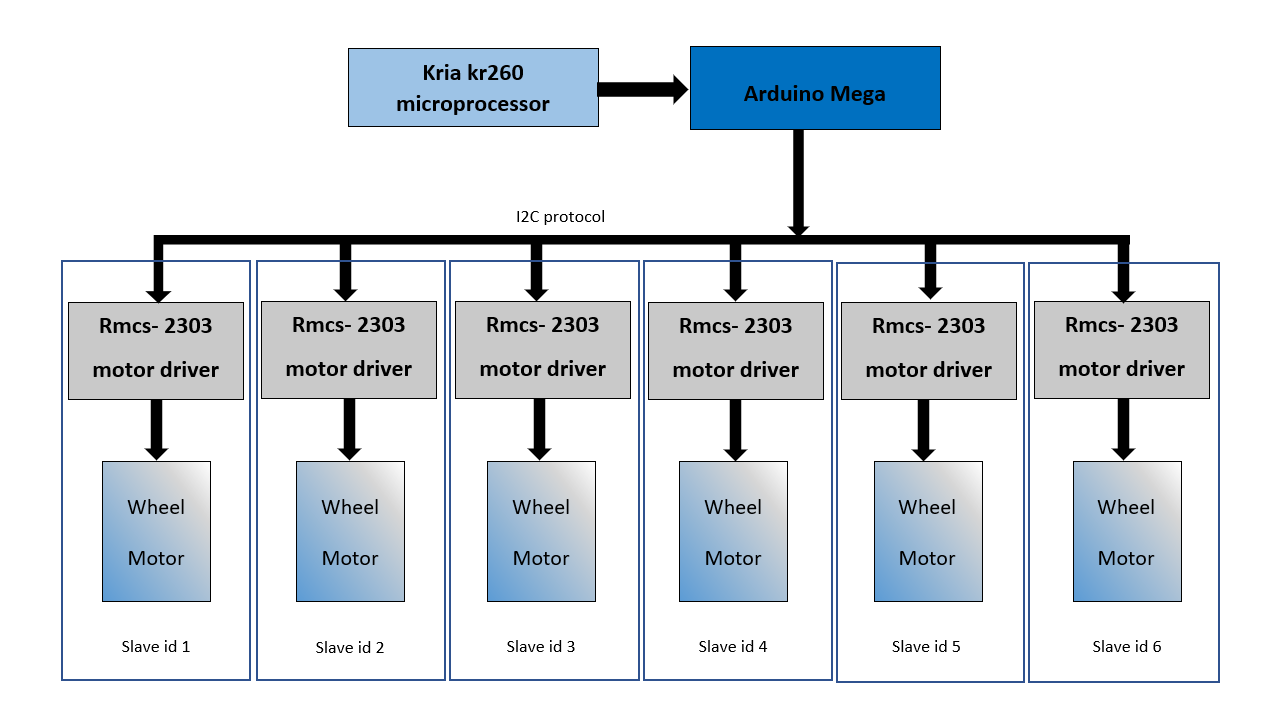 Kria kr260
microprocessor
Arduino Mega
I2C protocol
Rmcs- 2303
motor driver
Rmcs- 2303
motor driver
Rmcs- 2303
motor driver
Rmcs- 2303
motor driver
Rmcs- 2303
motor driver
Rmcs- 2303
motor driver
Wheel
Motor
Wheel
Motor
Wheel
Motor
Wheel
Motor
Wheel
Motor
Wheel
Motor
Slave id 1
Slave id 2
Slave id 3
Slave id 4
Slave id 5
Slave id 6